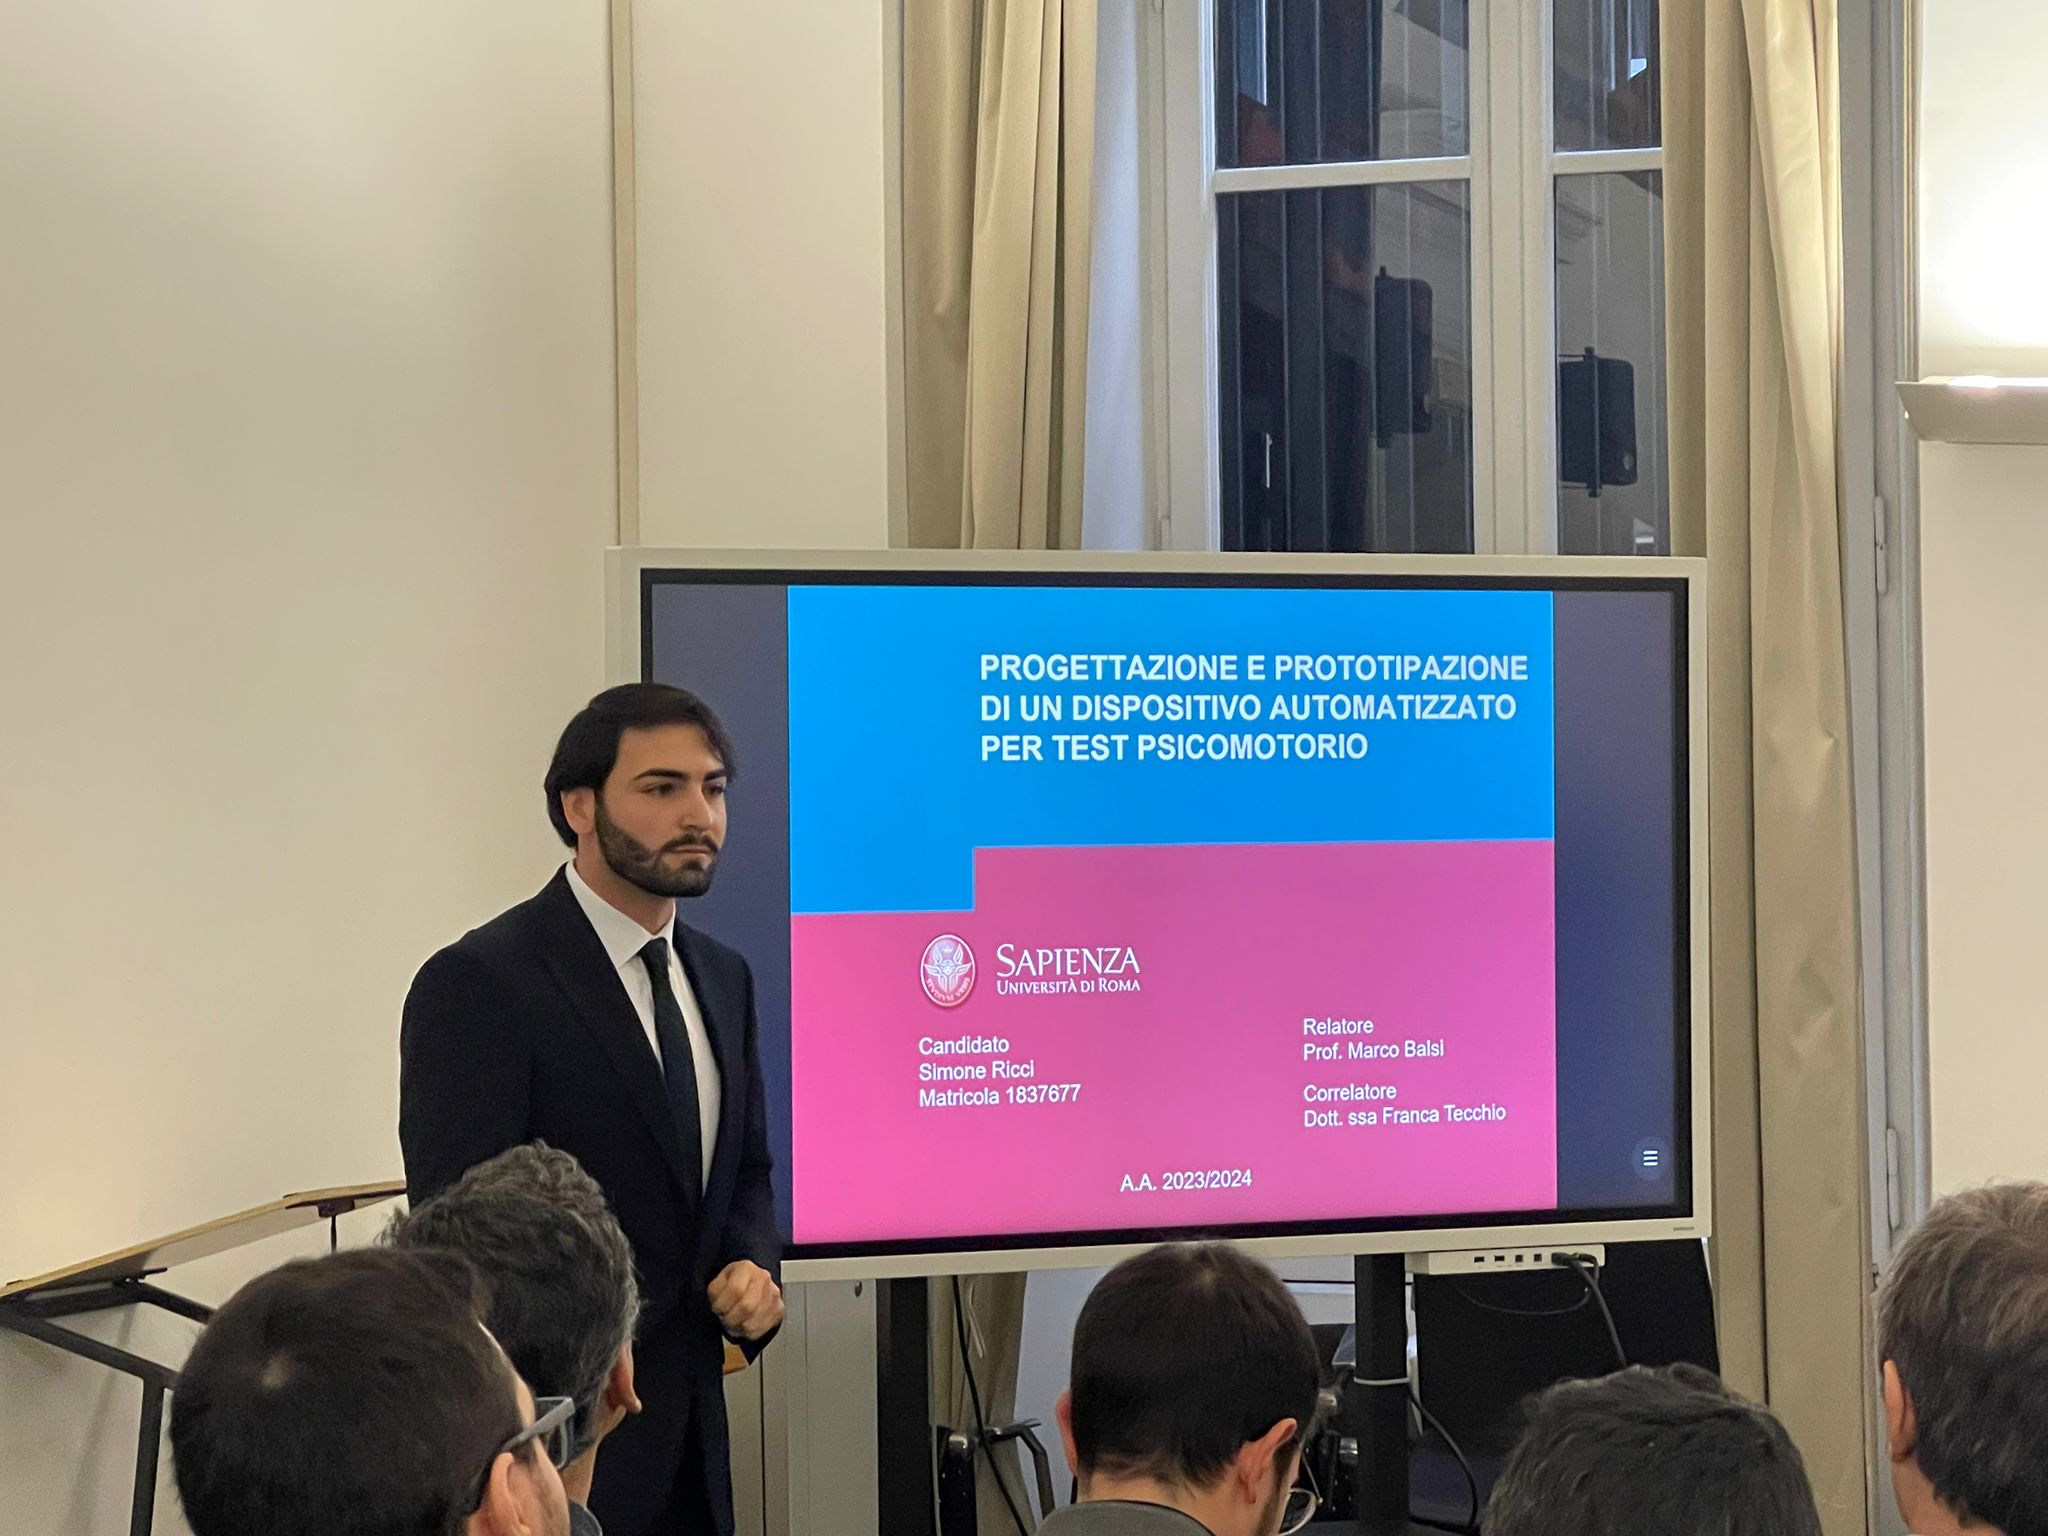 PROGETTAZIONE E PROTOTIPAZIONE
DI UN DISPOSITIVO AUTOMATIZZATO
PER TEST PSICOMOTORIO
SAPIENZA
UNIVERSITÀ DI ROMA
Candidato
Simone Ricci
Matricola 1837677
Relatore
Prof. Marco Balsi
Correlatore
Dott. ssa Franca Tecchio
A.A. 2023/2024